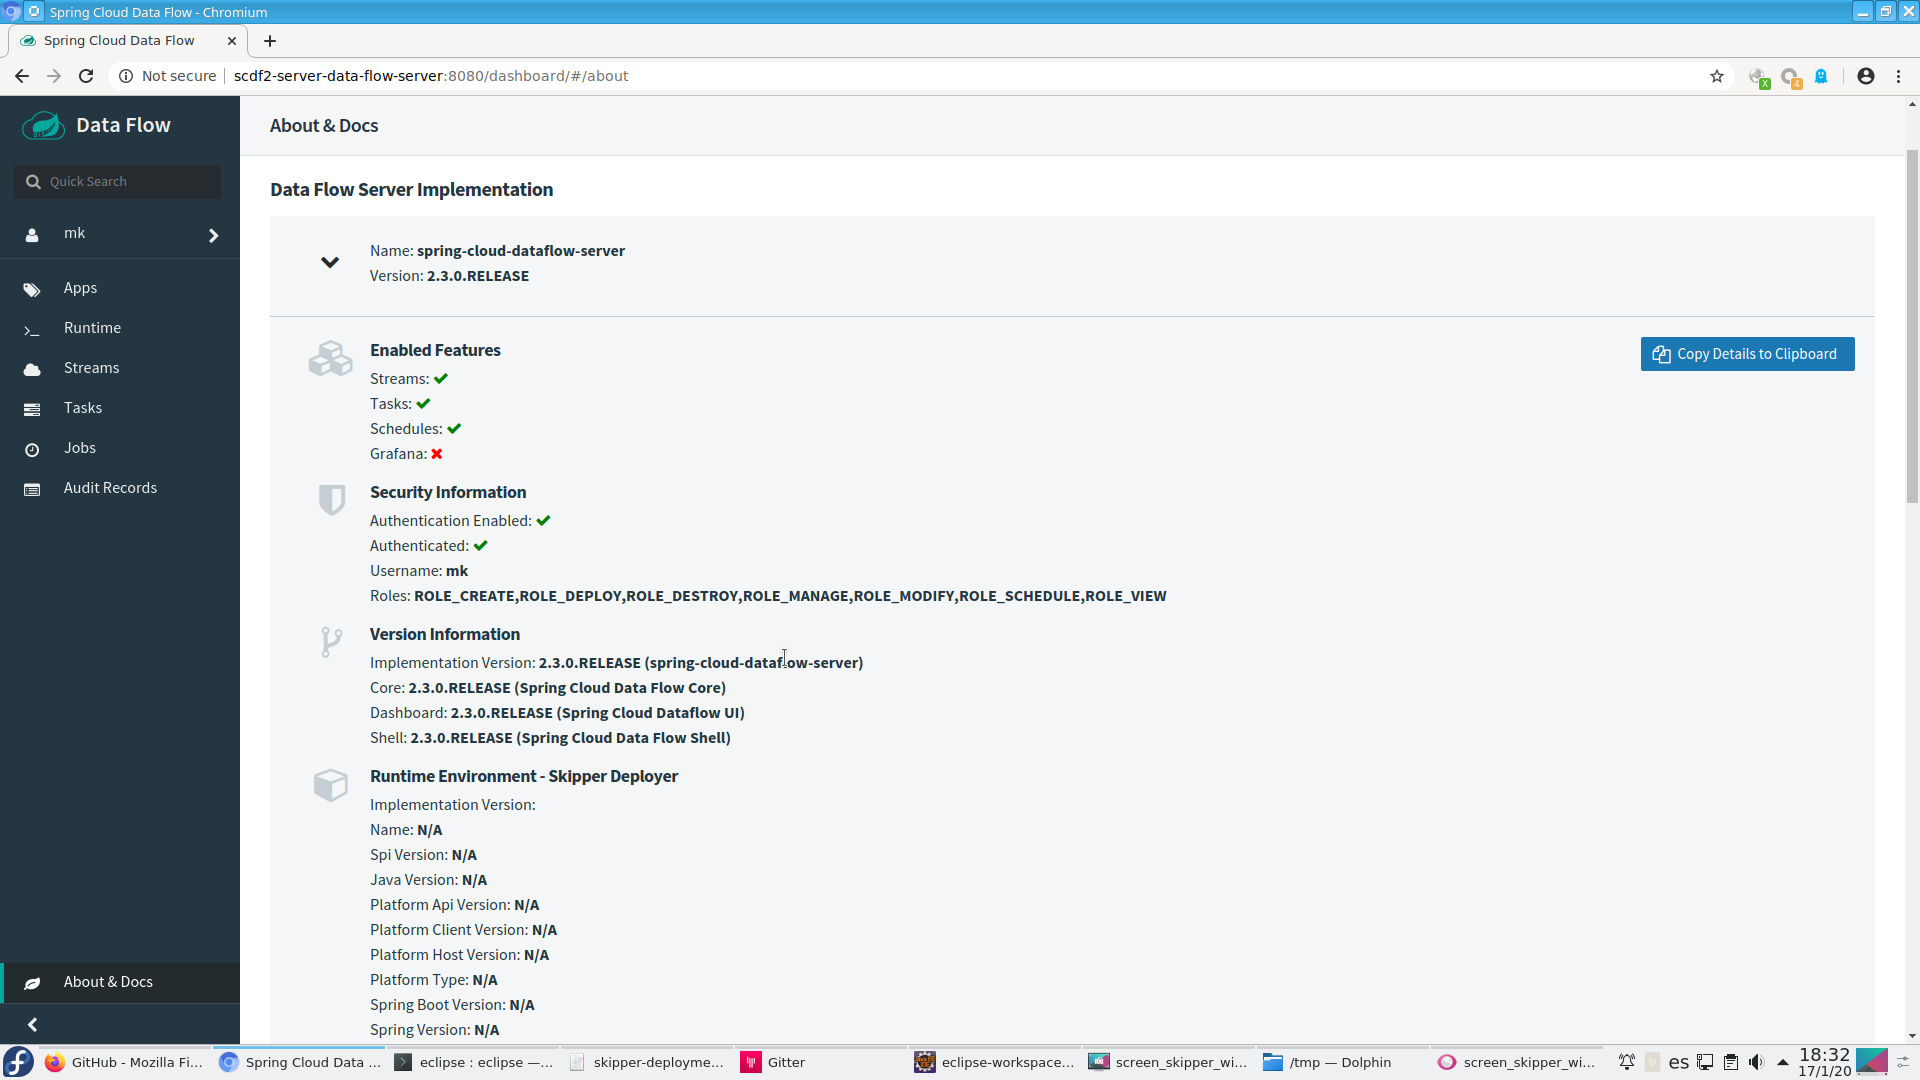 Spring Cloud Data Flow - Chromium
Spring Cloud Data Flow
Not secure
scdf2-server-data-flow-server:8080/dashboard/#/about
X
4
Data Flow
Quick Search
mk
Apps
Runtime
Streams
Tasks
Jobs
Audit Records
About & Docs
About & Docs
Data Flow Server Implementation
Name: spring-cloud-dataflow-server
Version: 2.3.0.RELEASE
Copy Details to Clipboard
Enabled Features
Streams:
Tasks:
Schedules:
Grafana:
Security Information
Authentication Enabled:
Authenticated:
Username: mk
Roles: ROLE_CREATE,ROLE_DEPLOY,ROLE_DESTROY,ROLE_MANAGE,ROLE_MODIFY,ROLE_SCHEDULE,ROLE_VIEW
Version Information
Implementation Version: 2.3.0.RELEASE (spring-cloud-dataflow-server)
Core: 2.3.0.RELEASE (Spring Cloud Data Flow Core)
Dashboard: 2.3.0.RELEASE (Spring Cloud Dataflow UI)
Shell: 2.3.0.RELEASE (Spring Cloud Data Flow Shell)
Runtime Environment - Skipper Deployer
Implementation Version:
Name: N/A
Spi Version: N/A
Java Version: N/A
Platform Api Version: N/A
Platform Client Version: N/A
Platform Host Version: N/A
Platform Type: N/A
Spring Boot Version: N/A
Spring Version: N/A
GitHub - Mozilla Fi...
Spring Cloud Data ...
eclipse : eclipse —...
skipper-deployme...
Gitter
eclipse-workspace...
screen_skipper_wi...
/tmp — Dolphin
screen_skipper_wi...
es
18:32
17/1/20